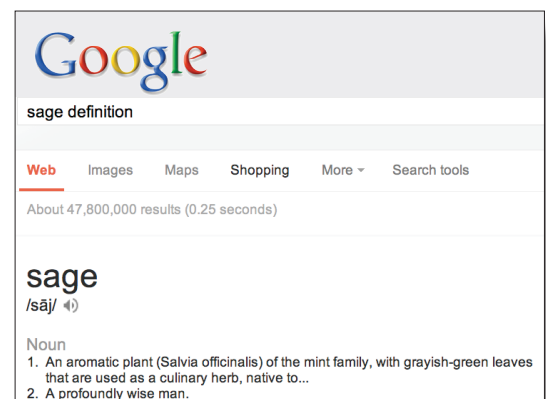 Google
sage definition
Web Images Maps Shopping More Search tools
About 47,800,000 results (0.25 seconds)
sage
/sāj/
Noun
1. An aromatic plant (Salvia officinalis) of the mint family, with grayish-green leaves
that are used as a culinary herb, native to...
2. A profoundly wise man.